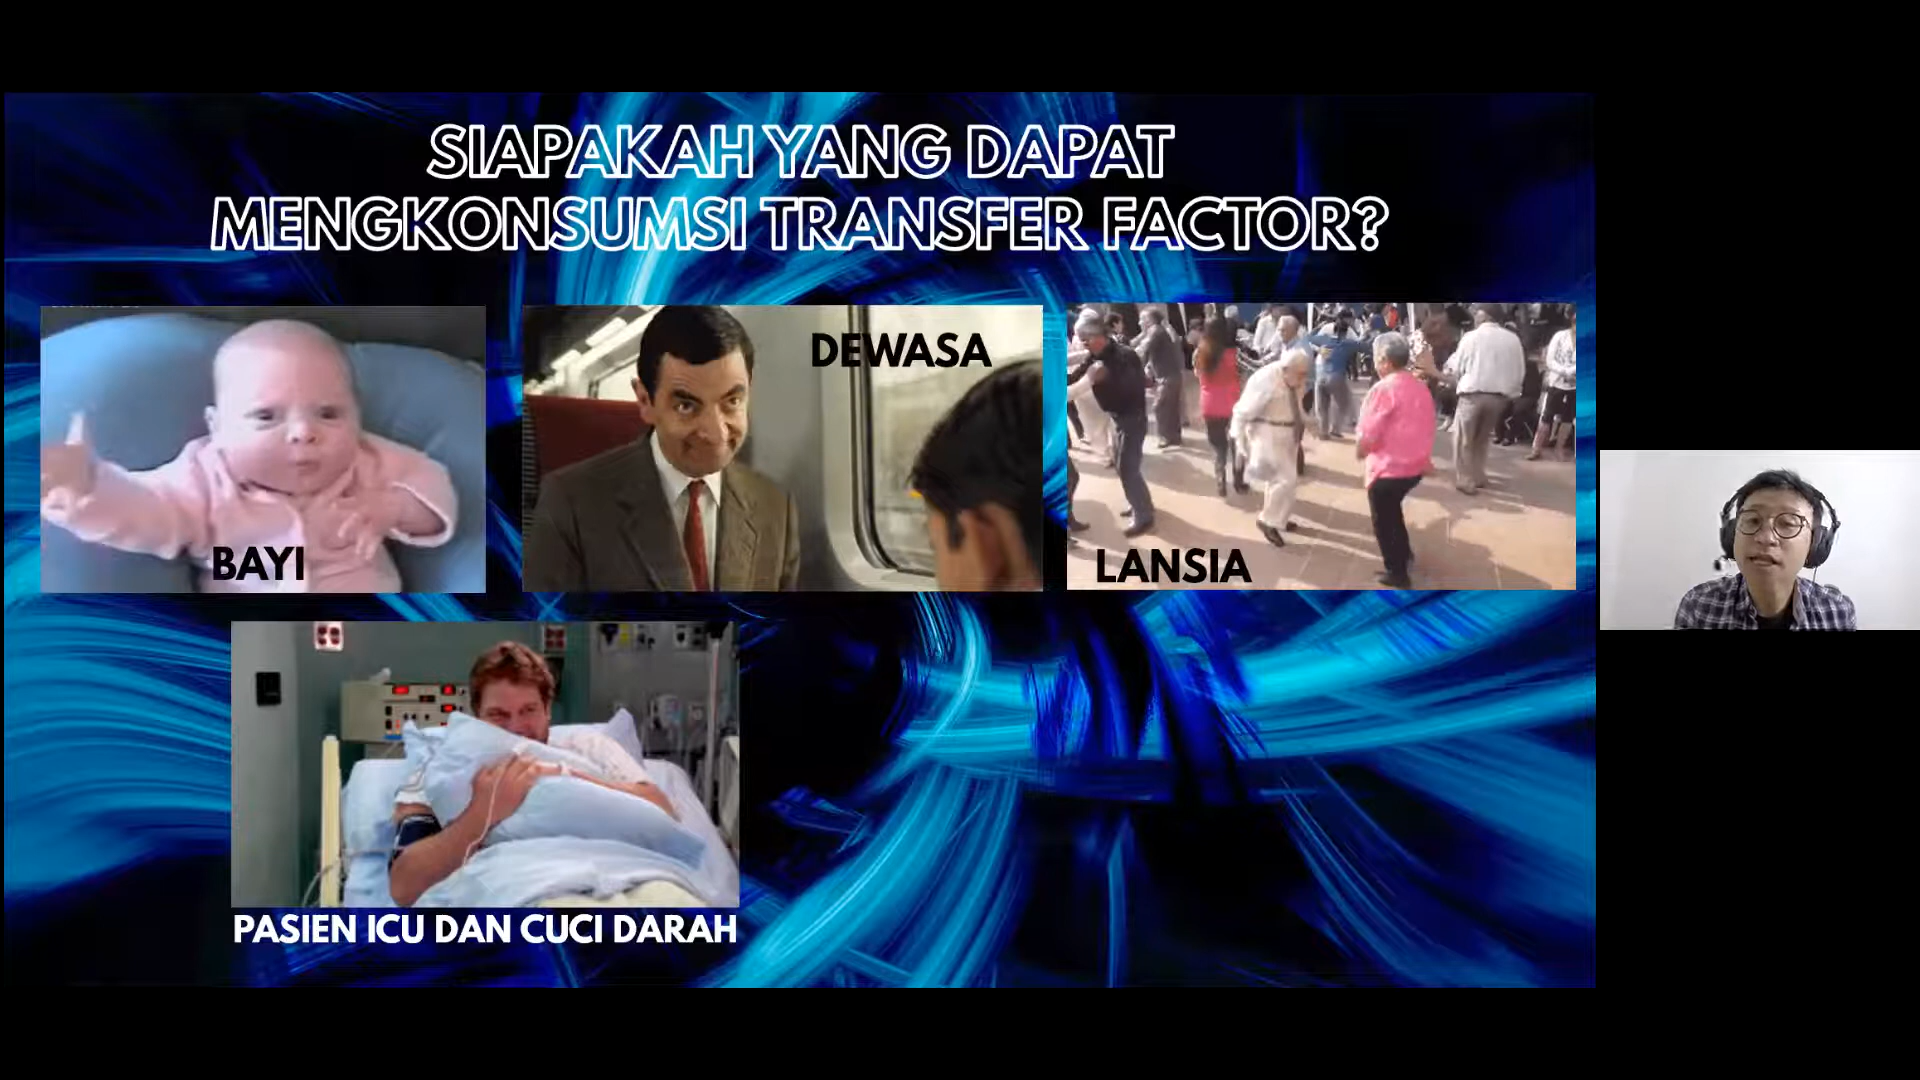 SIAPAKAH YANG DAPAT
MENGKONSUMSI TRANSFER FACTOR?
BAYI
DEWASA
LANSIA
PASIEN ICU DAN CUCI DARAH